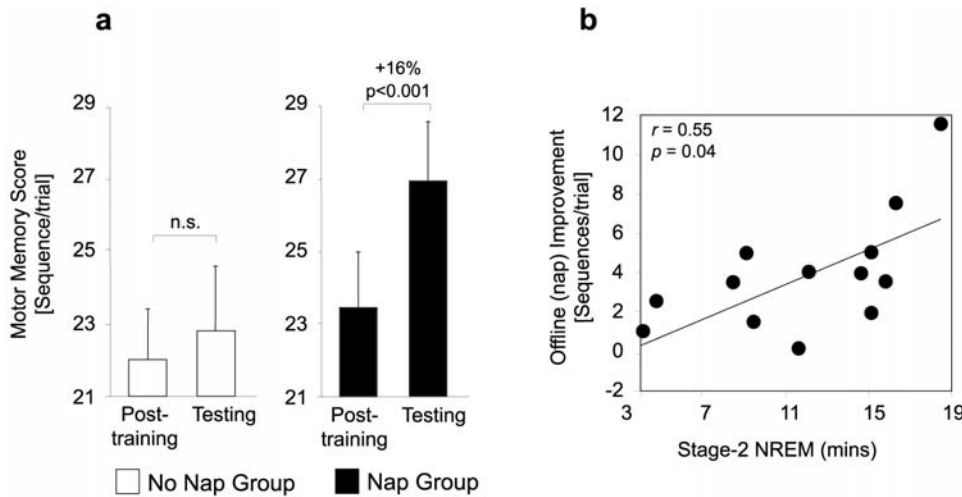 a
Motor Memory Score
[Sequence/trial]
29
27
25
23
21
n.s.
Post-
training
Testing
29
27
25
23
21
+16%
p<0.001
Post-
training
Testing
No Nap Group
Nap Group
b
Offline (nap) Improvement
[Sequences/trial]
12
10
8
6
4
2
0
-2
r = 0.55
p = 0.04
3 7 11 15 19
Stage-2 NREM (mins)